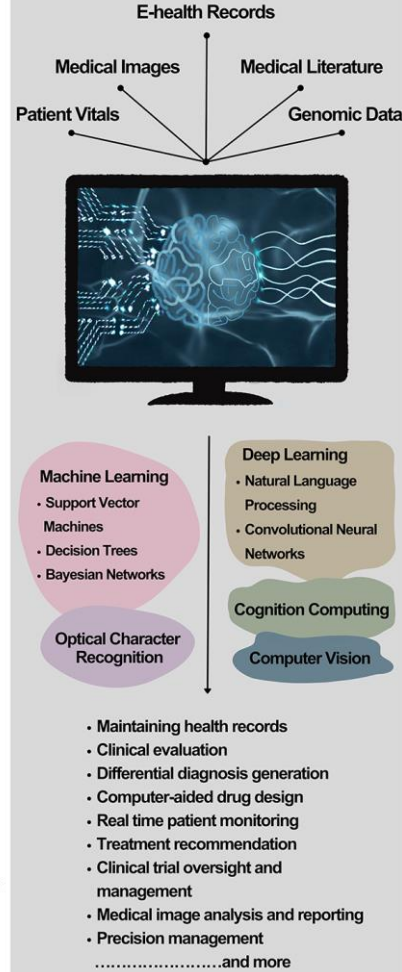 E-health Records
Medical Images
Medical Literature
Patient Vitals
Genomic Data
Machine Learning
• Support Vector
Machines
• Decision Trees
• Bayesian Networks
Optical Character
Recognition
Deep Learning
• Natural Language
Processing
• Convolutional Neural
Networks
Cognition Computing
Computer Vision
• Maintaining health records
• Clinical evaluation
• Differential diagnosis generation
• Computer-aided drug design
• Real time patient monitoring
• Treatment recommendation
• Clinical trial oversight and
management
• Medical image analysis and reporting
• Precision management
........................and more